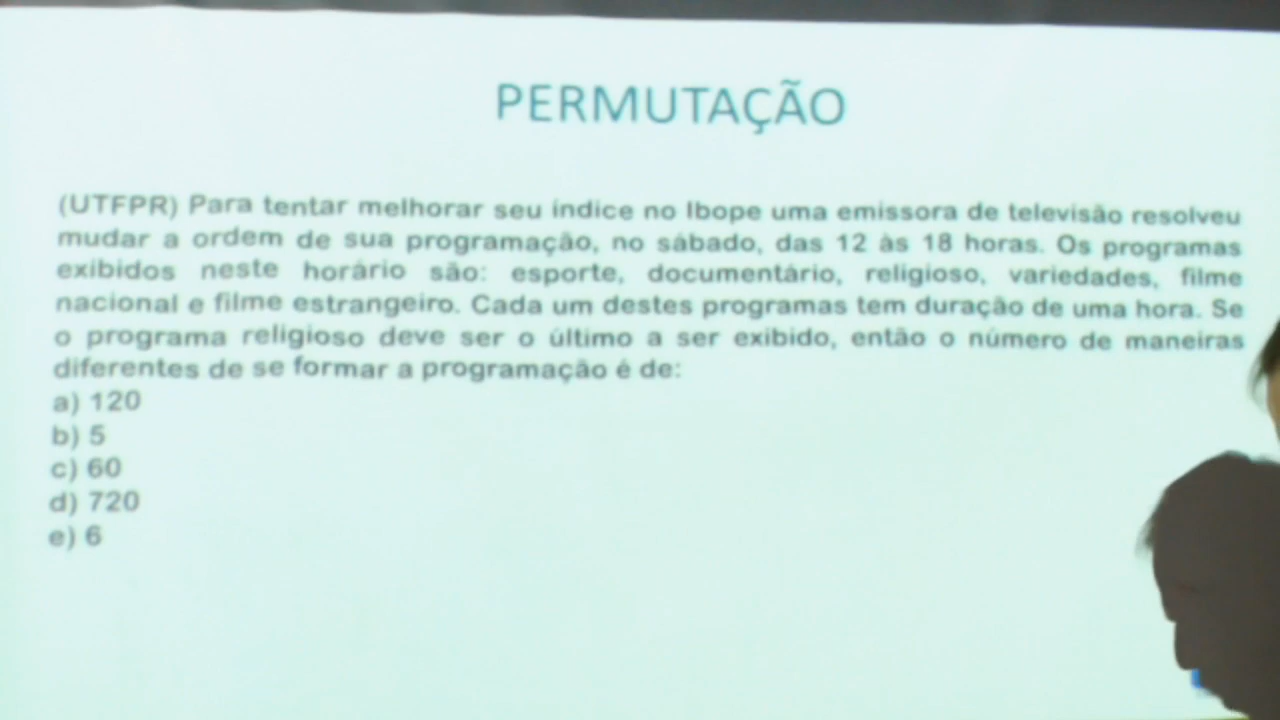 PERMUTAÇÃO
(UTFPR) Para tentar melhorar seu índice no Ibope uma emissora de televisão resolveu
mudar a ordem de sua programação, no sábado, das 12 às 18 horas. Os programas
exibidos neste horário são: esporte, documentário, religioso, variedades, filme
nacional e filme estrangeiro. Cada um destes programas tem duração de uma hora. Se
o programa religioso deve ser o último a ser exibido, então o número de maneiras
diferentes de se formar a programação é de:
a) 120
b) 5
c) 60
d) 720
e) 6